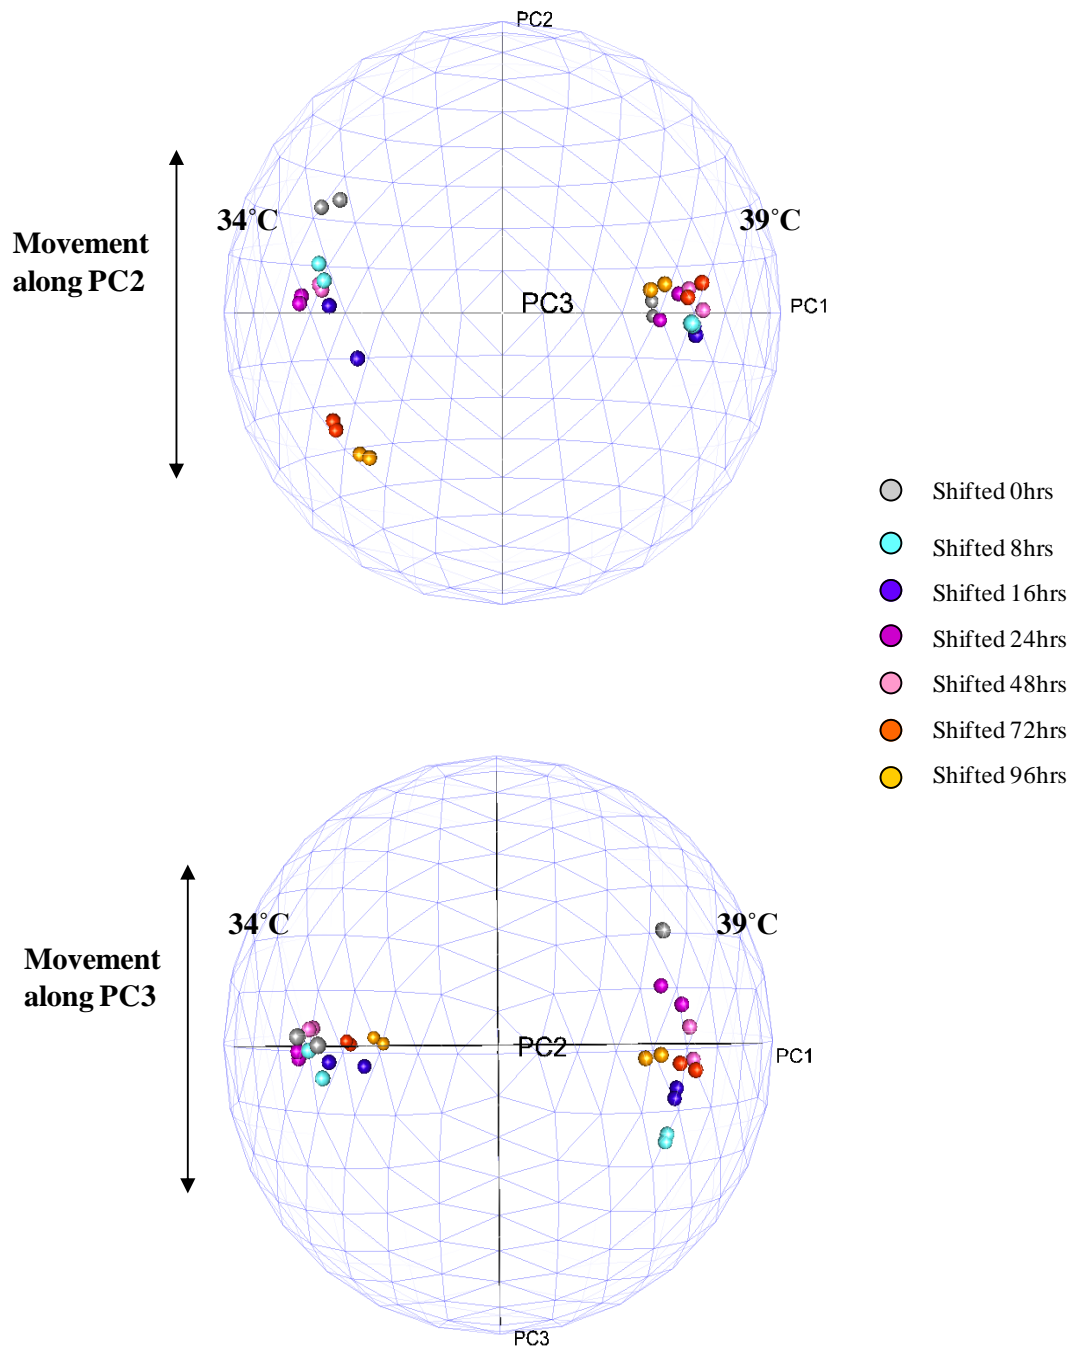 PC2
34°C
39°C
Movement
along PC2
PC3
PC1
Shifted 0hrs
Shifted 8hrs
Shifted 16hrs
Shifted 24hrs
Shifted 48hrs
Shifted 72hrs
Shifted 96hrs
34°C
39°C
Movement
along PC3
PC2
PC1
PC3